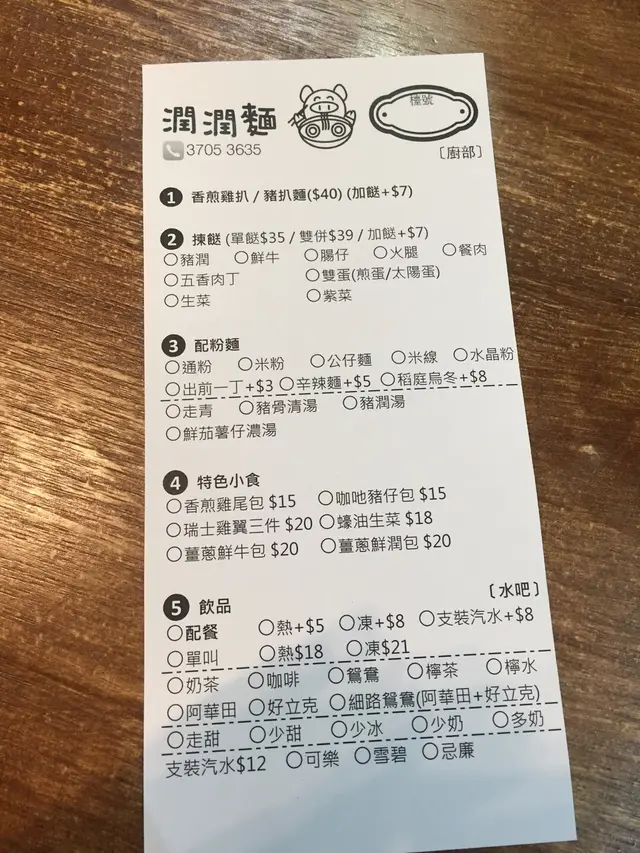 潤潤麵
檯號
3705 3635
〔廚部〕
1 香煎雞扒 / 豬扒麵($40) (加餸+$7)
2 揀餸 (單餸$35 / 雙併$39 / 加餸+$7)
○豬潤 ○鮮牛 ○腸仔 ○火腿 ○餐肉
○五香肉丁 ○雙蛋(煎蛋/太陽蛋)
○生菜 ○紫菜
3 配粉麵
○通粉 ○米粉 ○公仔麵 ○米線 ○水晶粉
○出前一丁+$3 ○辛辣麵+$5 ○稻庭烏冬+$8
○走青 ○豬骨清湯 ○豬潤湯
○鮮茄薯仔濃湯
4 特色小食
○香煎雞尾包 $15 ○咖吔豬仔包 $15
○瑞士雞翼三件 $20 ○蠔油生菜 $18
○薑蔥鮮牛包 $20 ○薑蔥鮮潤包 $20
〔水吧〕
5 飲品
○配餐 ○熱+$5 ○凍+$8 ○支裝汽水+$8
○單叫 ○熱$18 ○凍$21
○奶茶 ○咖啡 ○鴛鴦 ○檸茶 ○檸水
○阿華田 ○好立克 ○細路鴛鴦(阿華田+好立克)
○走甜 ○少甜 ○少冰 ○少奶 ○多奶
支裝汽水$12 ○可樂 ○雪碧 ○忌廉